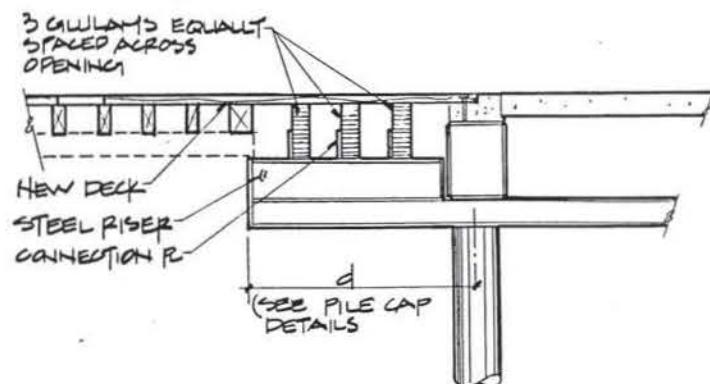 3 GLULAMS EQUALLY
SPACED ACROSS
OPENING
NEW DECK
STEEL RISER
CONNECTION PL
d
(SEE PILE CAP
DETAILS